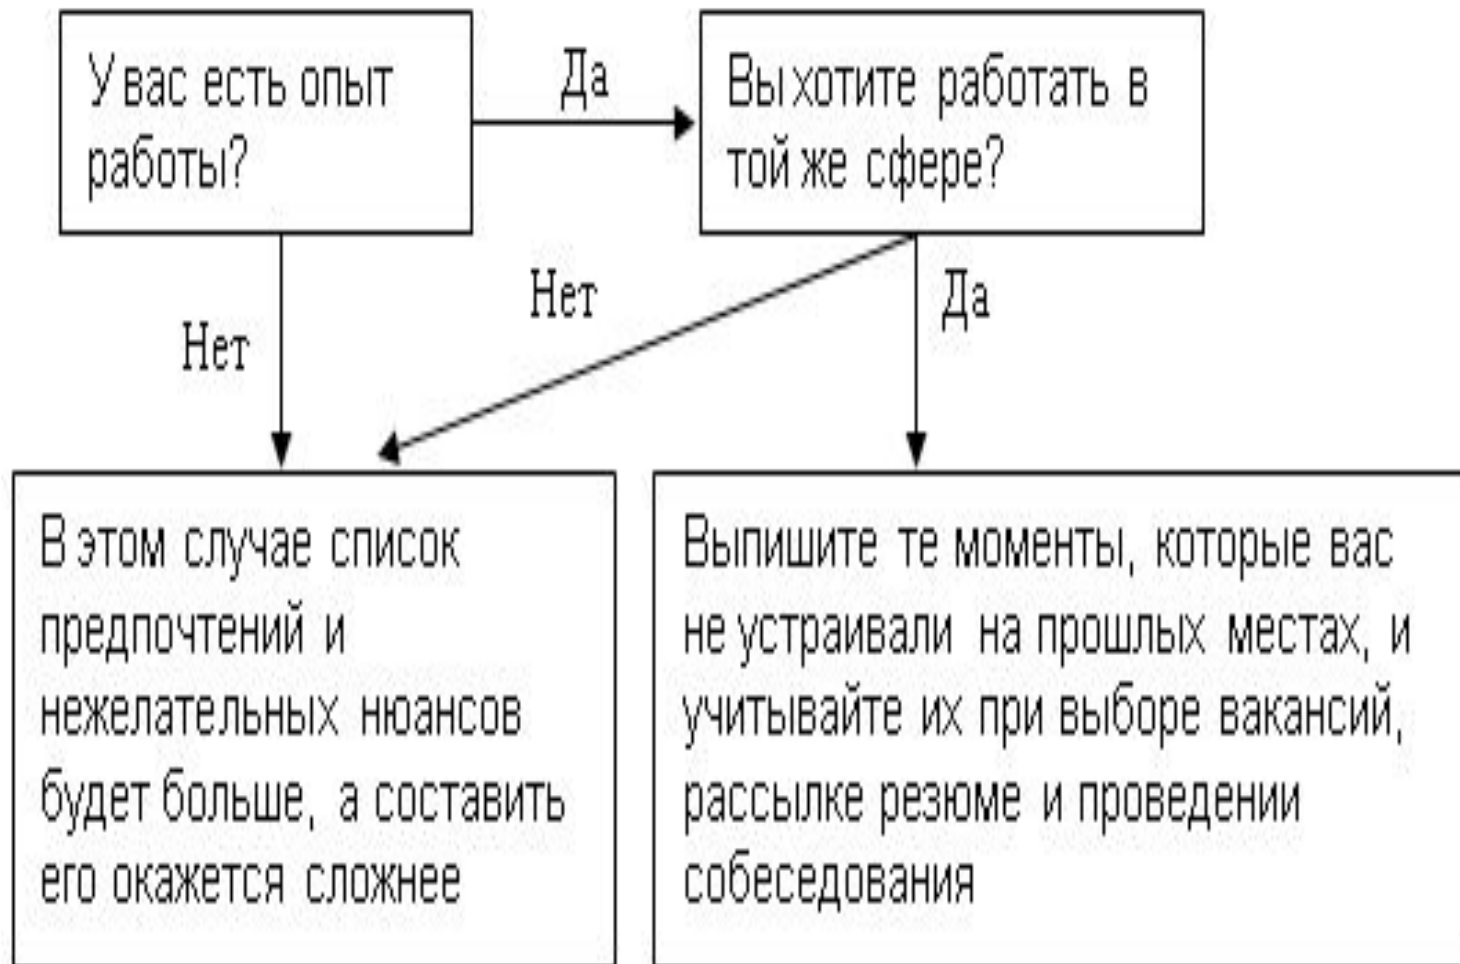 У вас есть опыт
работы?
Да
Вы хотите работать в
той же сфере?
Нет
Нет
Да
В этом случае список
предпочтений и
нежелательных нюансов
будет больше, а составить
его окажется сложнее
Выпишите те моменты, которые вас
не устраивали на прошлых местах, и
учитывайте их при выборе вакансий,
рассылке резюме и проведении
собеседования